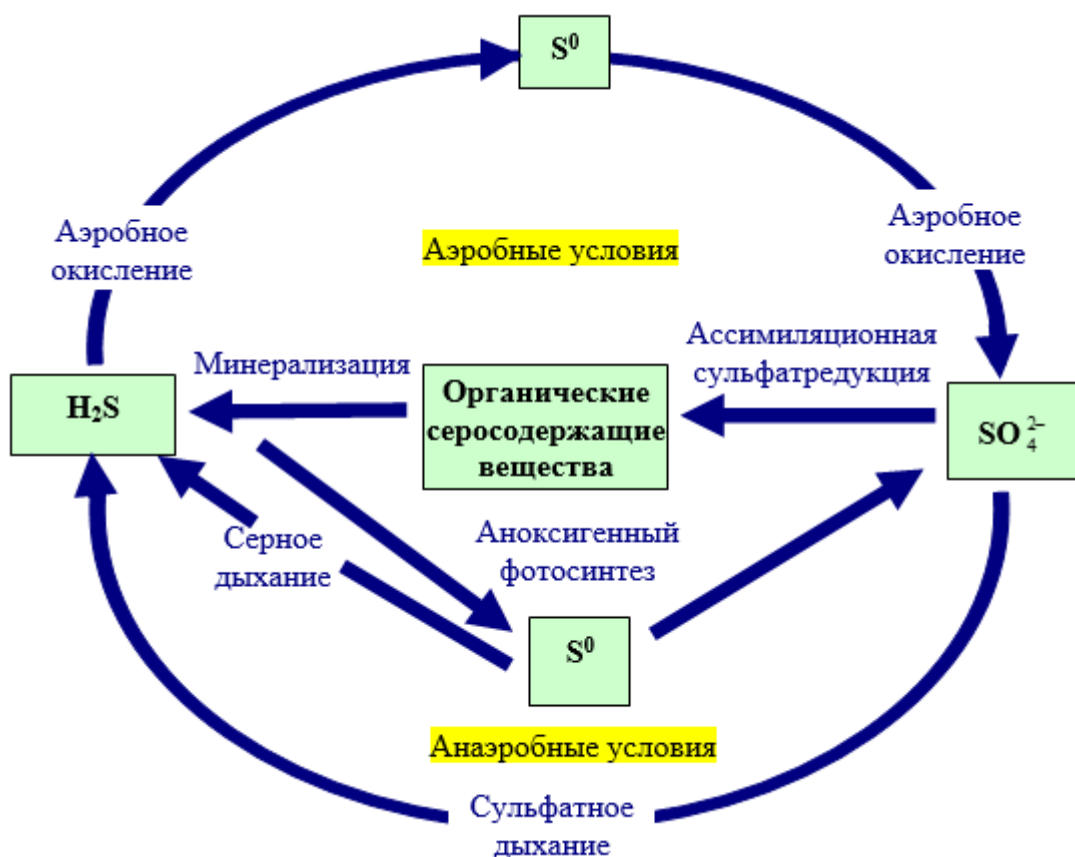 S⁰
Аэробное
окисление
Аэробные условия
Аэробное
окисление
Минерализация
Ассимиляционная
сульфатредукция
H₂S
Органические
серосодержащие
вещества
SO₄²⁻
Серное
дыхание
Аноксигенный
фотосинтез
S⁰
Анаэробные условия
Сульфатное
дыхание